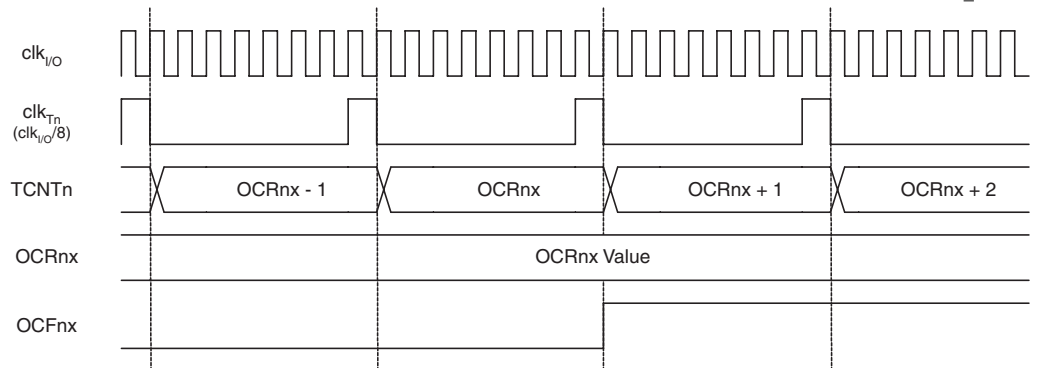 clkI/O
clkTn
(clkI/O/8)
TCNTn
OCRnx - 1
OCRnx
OCRnx + 1
OCRnx + 2
OCRnx
OCRnx Value
OCFnx